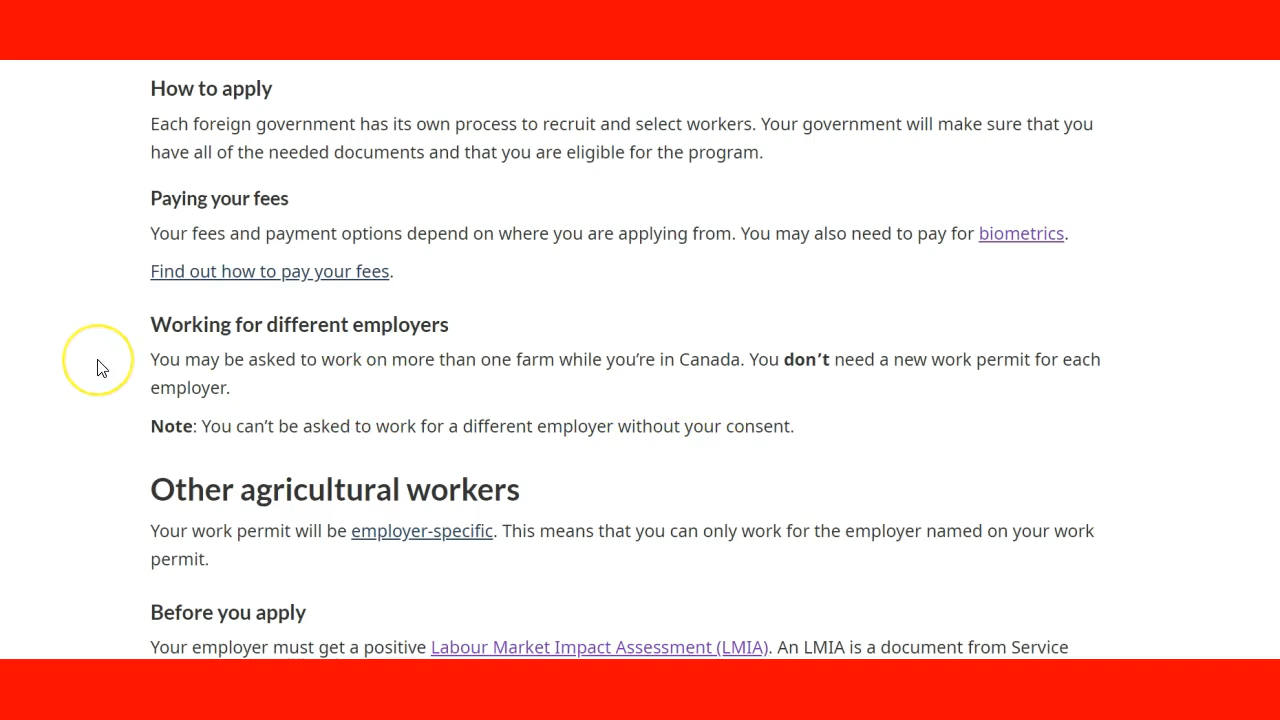 How to apply
Each foreign government has its own process to recruit and select workers. Your government will make sure that you
have all of the needed documents and that you are eligible for the program.
Paying your fees
Your fees and payment options depend on where you are applying from. You may also need to pay for biometrics.
Find out how to pay your fees.
Working for different employers
You may be asked to work on more than one farm while you’re in Canada. You don’t need a new work permit for each
employer.
Note: You can’t be asked to work for a different employer without your consent.
Other agricultural workers
Your work permit will be employer-specific. This means that you can only work for the employer named on your work
permit.
Before you apply
Your employer must get a positive Labour Market Impact Assessment (LMIA). An LMIA is a document from Service